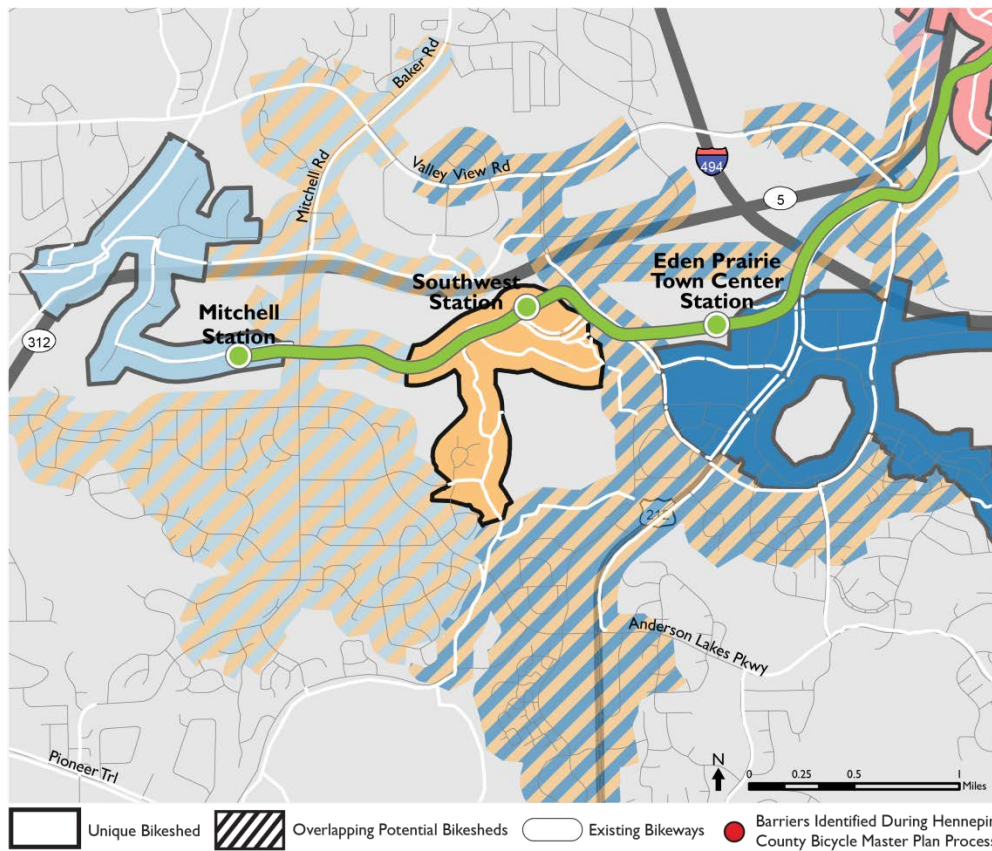 Baker Rd
Mitchell Rd
Valley View Rd
494
5
Southwest
Station
Eden Prairie
Town Center
Station
Mitchell
Station
312
212
Anderson Lakes Pkwy
Pioneer Trl
N
0 0.25 0.5 1
Miles
Unique Bikeshed
Overlapping Potential Bikesheds
Existing Bikeways
Barriers Identified During Hennepin
County Bicycle Master Plan Process